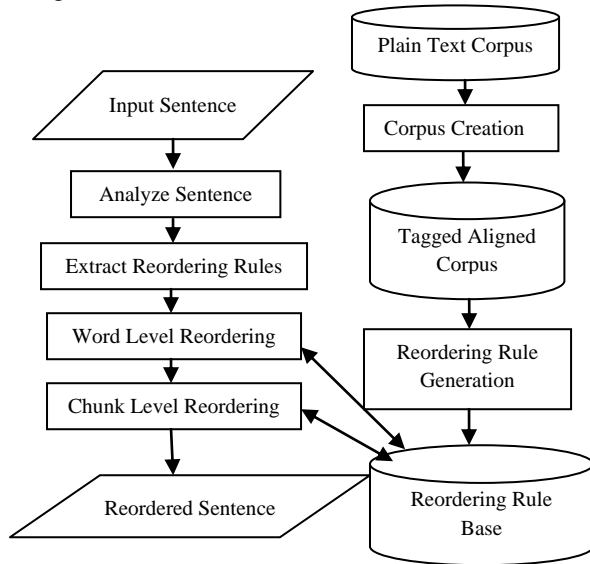 Input Sentence
Analyze Sentence
Extract Reordering Rules
Word Level Reordering
Chunk Level Reordering
Reordered Sentence
Plain Text Corpus
Corpus Creation
Tagged Aligned
Corpus
Reordering Rule
Generation
Reordering Rule
Base